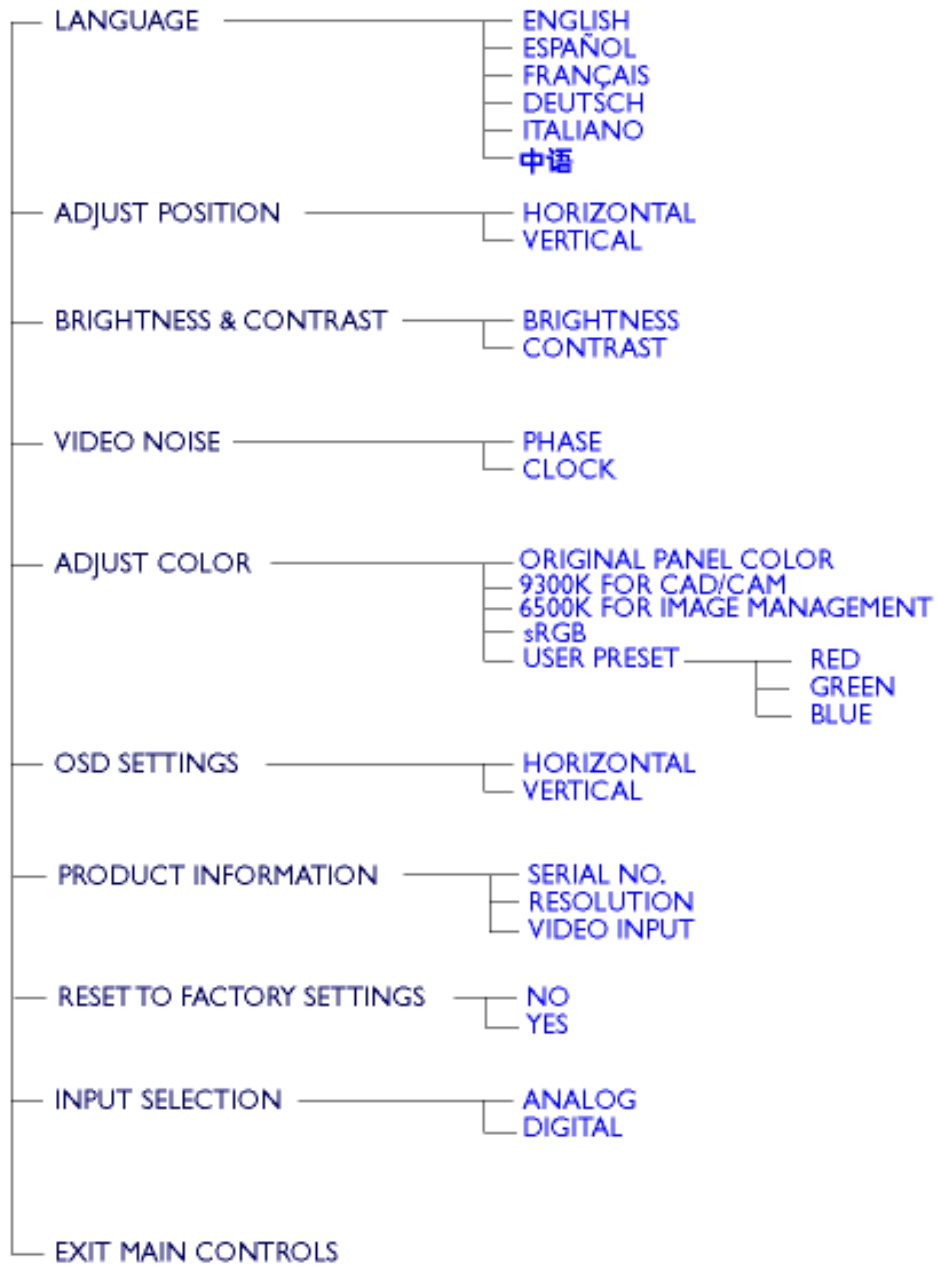 LANGUAGE
ENGLISH
ESPAÑOL
FRANÇAIS
DEUTSCH
ITALIANO
中语
ADJUST POSITION
HORIZONTAL
VERTICAL
BRIGHTNESS & CONTRAST
BRIGHTNESS
CONTRAST
VIDEO NOISE
PHASE
CLOCK
ADJUST COLOR
ORIGINAL PANEL COLOR
9300K FOR CAD/CAM
6500K FOR IMAGE MANAGEMENT
sRGB
USER PRESET
RED
GREEN
BLUE
OSD SETTINGS
HORIZONTAL
VERTICAL
PRODUCT INFORMATION
SERIAL NO.
RESOLUTION
VIDEO INPUT
RESET TO FACTORY SETTINGS
NO
YES
INPUT SELECTION
ANALOG
DIGITAL
EXIT MAIN CONTROLS